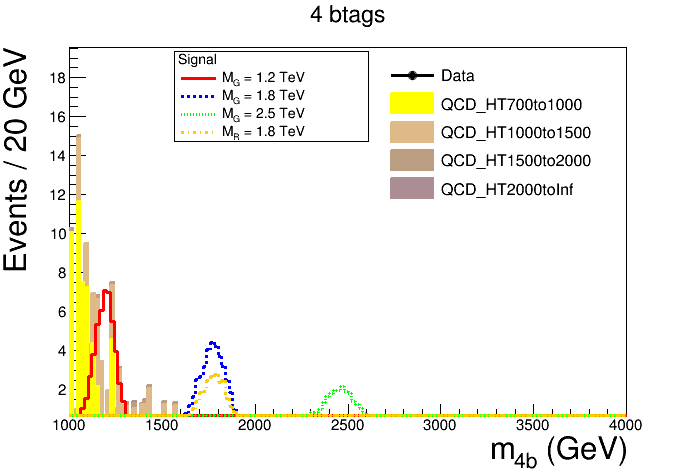 4 btags
Events / 20 GeV
18
16
14
12
10
8
6
4
2
Signal
M_G = 1.2 TeV
M_G = 1.8 TeV
M_G = 2.5 TeV
M_R = 1.8 TeV
Data
QCD_HT700to1000
QCD_HT1000to1500
QCD_HT1500to2000
QCD_HT2000toInf
1000 1500 2000 2500 3000 3500 4000
m_4b (GeV)